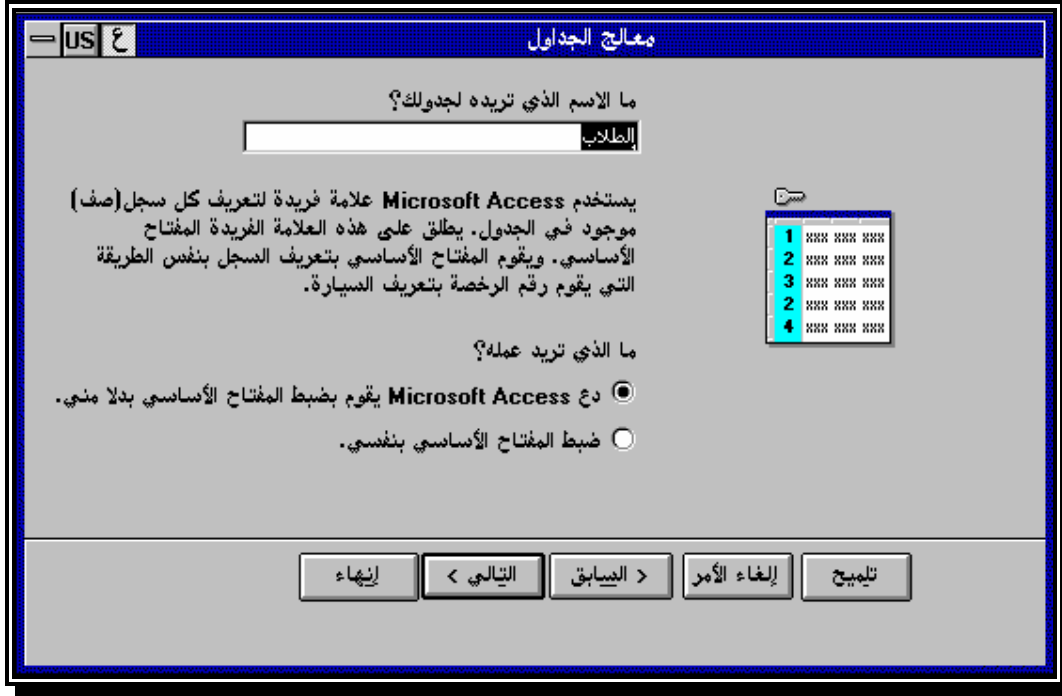 معالج الجداول
ع US
ما الاسم الذي تريده لجدولك؟
الطلاب
يستخدم Microsoft Access علامة فريدة لتعريف كل سجل(صف)
موجود في الجدول. يطلق على هذه العلامة الفريدة المفتاح
الأساسي. ويقوم المفتاح الأساسي بتعريف السجل بنفس الطريقة
التي يقوم رقم الرخصة بتعريف السيارة.
1 xxx xxx xxx
2 xxx xxx xxx
3 xxx xxx xxx
2 xxx xxx xxx
4 xxx xxx xxx
ما الذي تريد عمله؟
دع Microsoft Access يقوم بضبط المفتاح الأساسي بدلا مني.
ضبط المفتاح الأساسي بنفسي.
تلميح إلغاء الأمر < السابق التالي > إنهاء